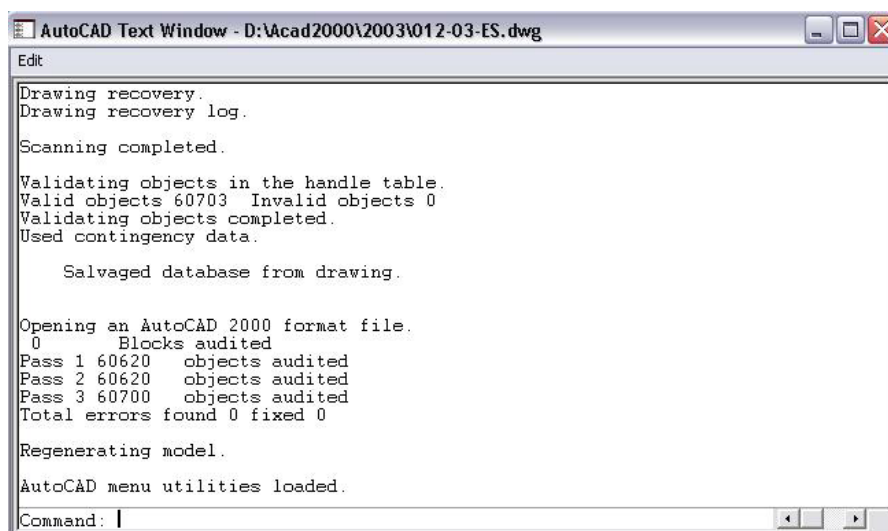 AutoCAD Text Window - D:\Acad2000\2003\012-03-ES.dwg
Edit
Drawing recovery.
Drawing recovery log.
Scanning completed.
Validating objects in the handle table.
Valid objects 60703  Invalid objects 0
Validating objects completed.
Used contingency data.
Salvaged database from drawing.
Opening an AutoCAD 2000 format file.
0        Blocks audited
Pass 1 60620   objects audited
Pass 2 60620   objects audited
Pass 3 60700   objects audited
Total errors found 0 fixed 0
Regenerating model.
AutoCAD menu utilities loaded.
Command: